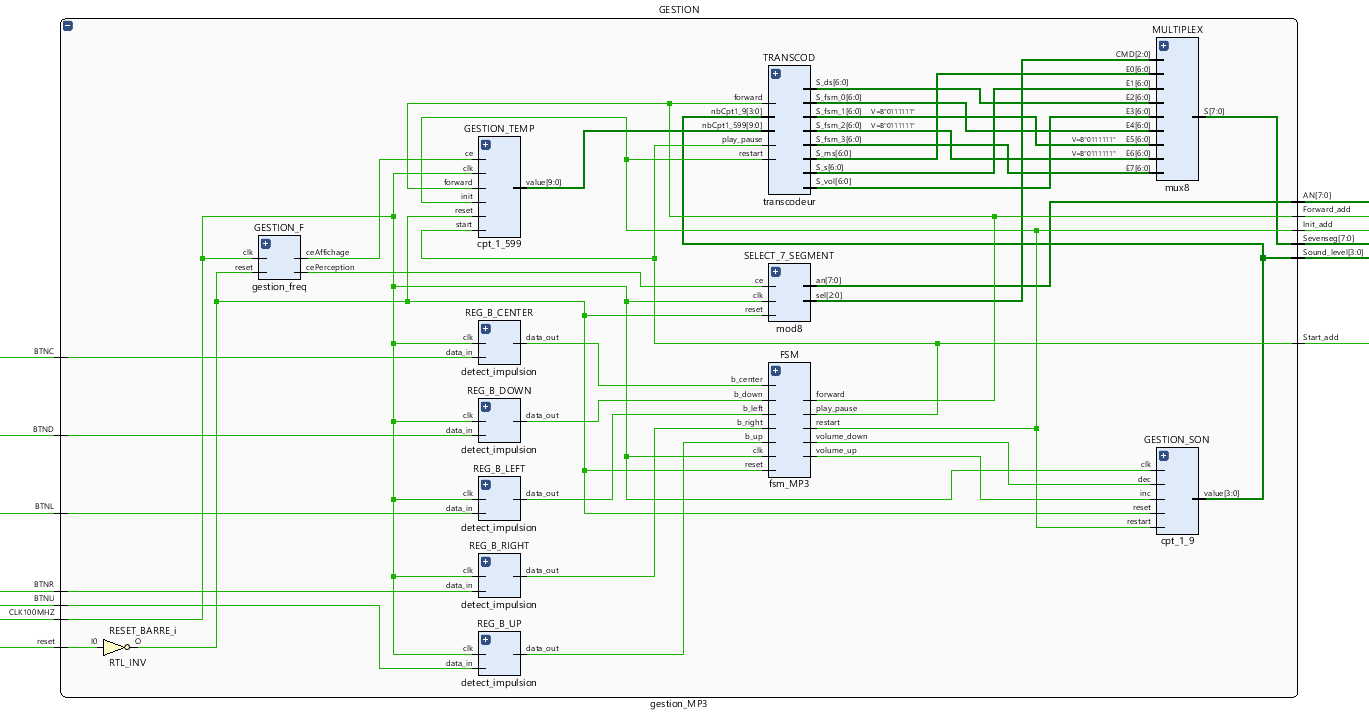 GESTION
MULTIPLEX
CMD[2:0]
E0[6:0]
E1[6:0]
E2[6:0]
E3[6:0]
E4[6:0]
V=B"0111111" E5[6:0]
V=B"0111111" E6[6:0]
E7[6:0]
S[7:0]
mux8
TRANSCOD
forward
nbCpt1_9[3:0]
nbCpt1_599[9:0]
play_pause
restart
S_ds[6:0]
S_fsm_0[6:0]
S_fsm_1[6:0] V=B"0111111"
S_fsm_2[6:0] V=B"0111111"
S_fsm_3[6:0]
S_ms[6:0]
S_s[6:0]
S_vol[6:0]
transcodeur
GESTION_TEMP
ce
clk
forward
init
reset
start
value[9:0]
cpt_1_599
GESTION_F
clk
reset
ceAffichage
cePerception
gestion_freq
SELECT_7_SEGMENT
ce
clk
reset
an[7:0]
sel[2:0]
mod8
AN[7:0]
Forward_add
Init_add
Sevenseg[7:0]
Sound_level[3:0]
Start_add
REG_B_CENTER
clk
data_in
data_out
detect_impulsion
REG_B_DOWN
clk
data_in
data_out
detect_impulsion
REG_B_LEFT
clk
data_in
data_out
detect_impulsion
REG_B_RIGHT
clk
data_in
data_out
detect_impulsion
REG_B_UP
clk
data_in
data_out
detect_impulsion
FSM
b_center
b_down
b_left
b_right
b_up
clk
reset
forward
play_pause
restart
volume_down
volume_up
fsm_MP3
GESTION_SON
clk
dec
inc
reset
restart
value[3:0]
cpt_1_9
BTNC
BTND
BTNL
BTNR
BTNU
CLK100MHZ
reset
RESET_BARRE_i
I0
O
RTL_INV
gestion_MP3